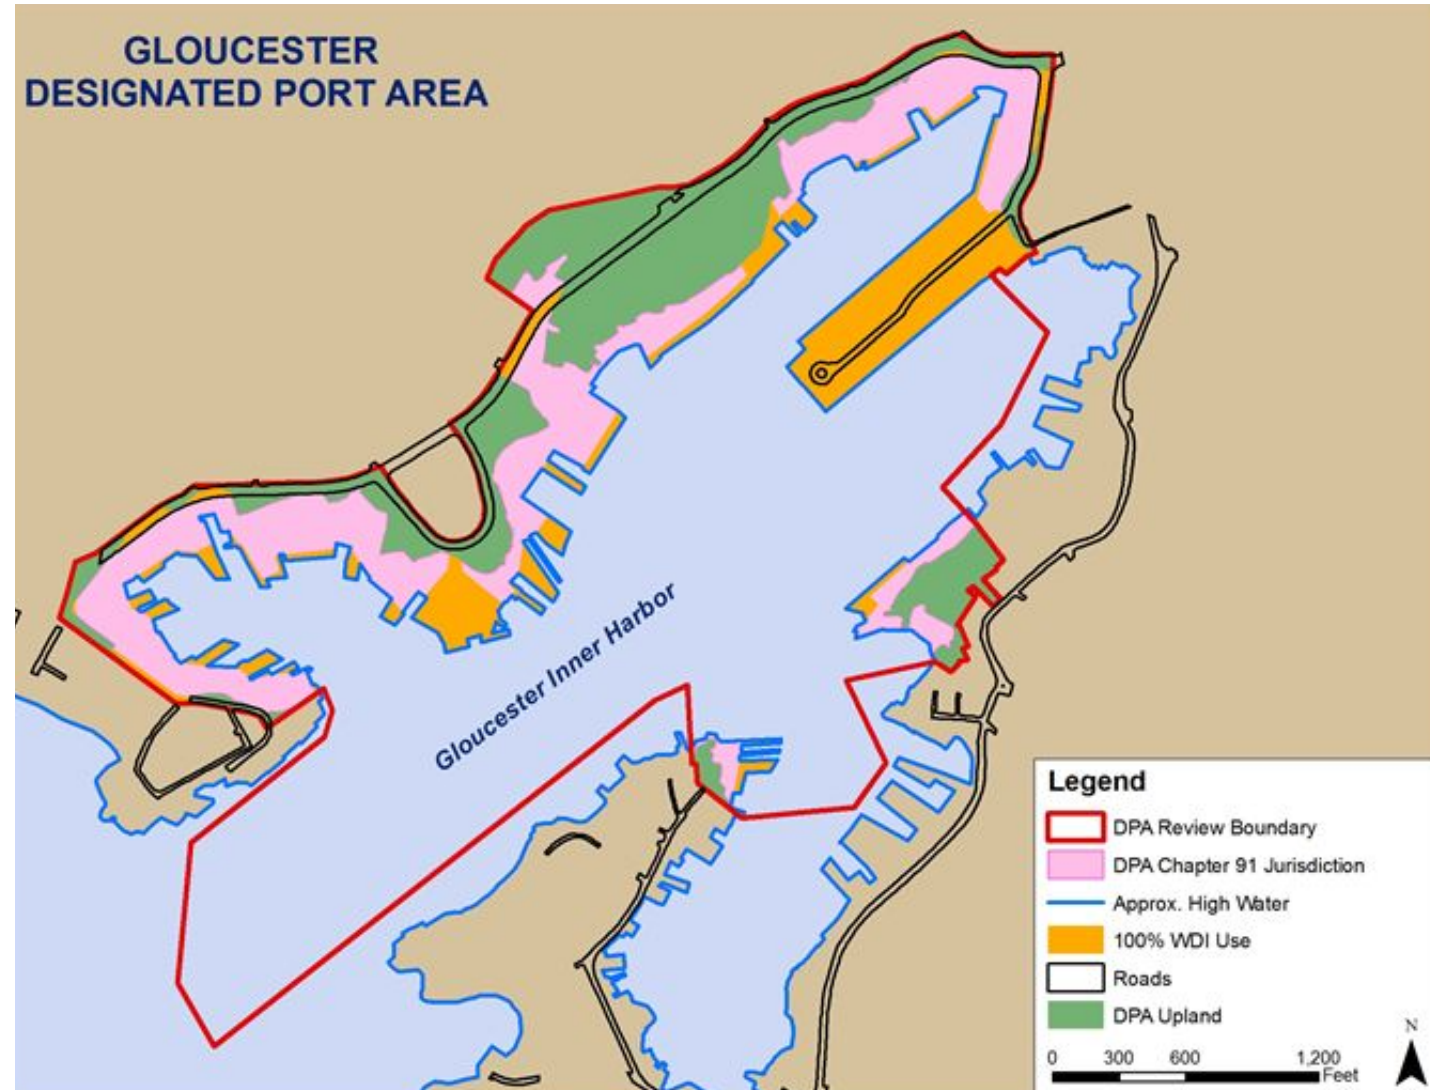 GLOUCESTER
DESIGNATED PORT AREA
Gloucester Inner Harbor
Legend
DPA Review Boundary
DPA Chapter 91 Jurisdiction
Approx. High Water
100% WDI Use
Roads
DPA Upland
N
0 300 600 1,200
Feet